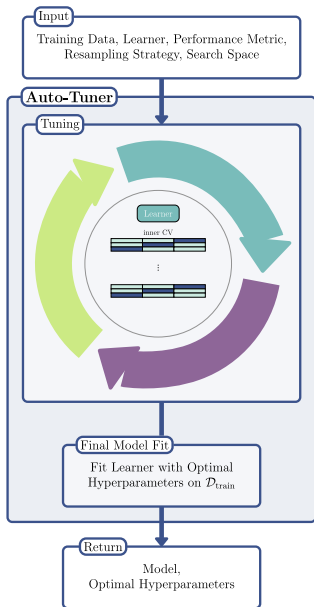 Input
Training Data, Learner, Performance Metric,
Resampling Strategy, Search Space
Auto-Tuner
Tuning
Learner
inner CV
⋮
Final Model Fit
Fit Learner with Optimal
Hyperparameters on 𝒟train
Return
Model,
Optimal Hyperparameters